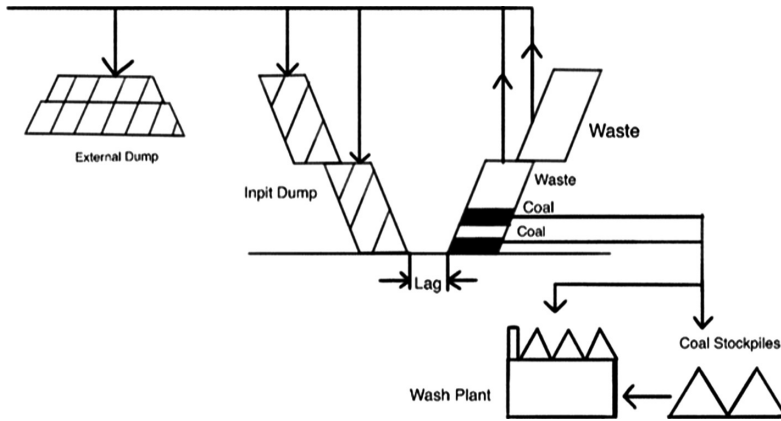 External Dump
Inpit Dump
Waste
Waste
Coal
Coal
Lag
Coal Stockpiles
Wash Plant